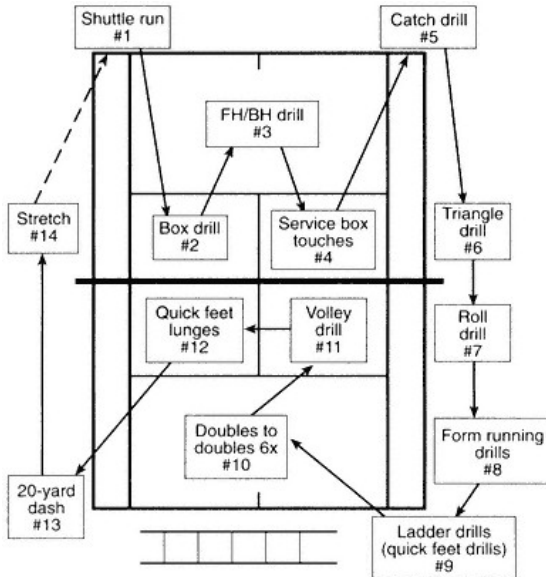 Shuttle run
#1
Box drill
#2
FH/BH drill
#3
Service box
touches
#4
Catch drill
#5
Triangle
drill
#6
Roll
drill
#7
Form running
drills
#8
Ladder drills
(quick feet drills)
#9
Doubles to
doubles 6x
#10
Volley
drill
#11
Quick feet
lunges
#12
20-yard
dash
#13
Stretch
#14